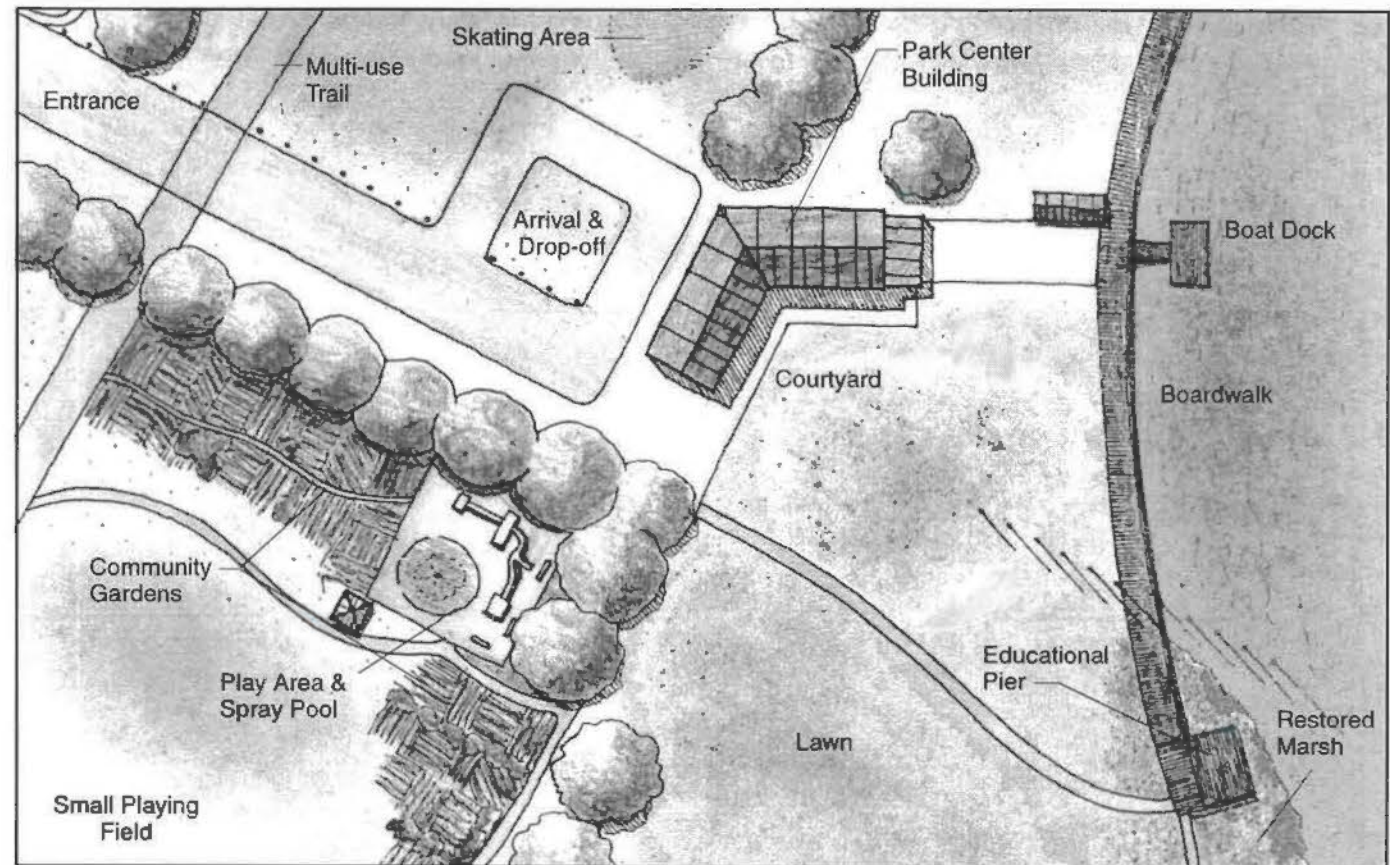 Skating Area
Park Center
Building
Multi-use
Trail
Entrance
Arrival &
Drop-off
Boat Dock
Courtyard
Boardwalk
Community
Gardens
Play Area &
Spray Pool
Educational
Pier
Restored
Marsh
Lawn
Small Playing
Field